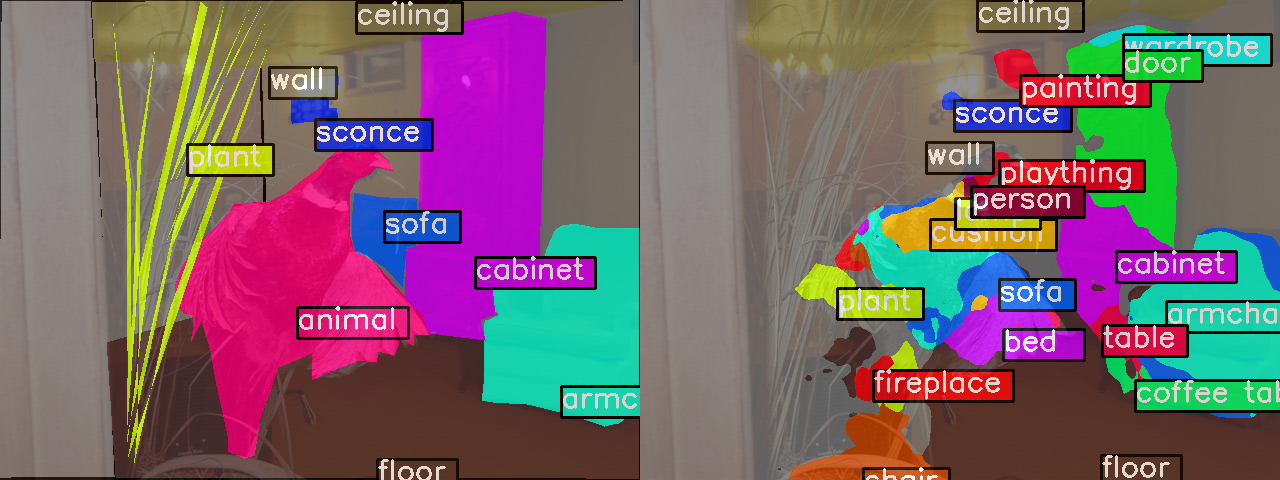 ceiling
wall
sconce
plant
sofa
cabinet
animal
armc
floor
ceiling
wardrobe
door
painting
sconce
wall
plaything
person
cushion
cabinet
sofa
plant
armcha
table
bed
fireplace
coffee tab
floor
chair